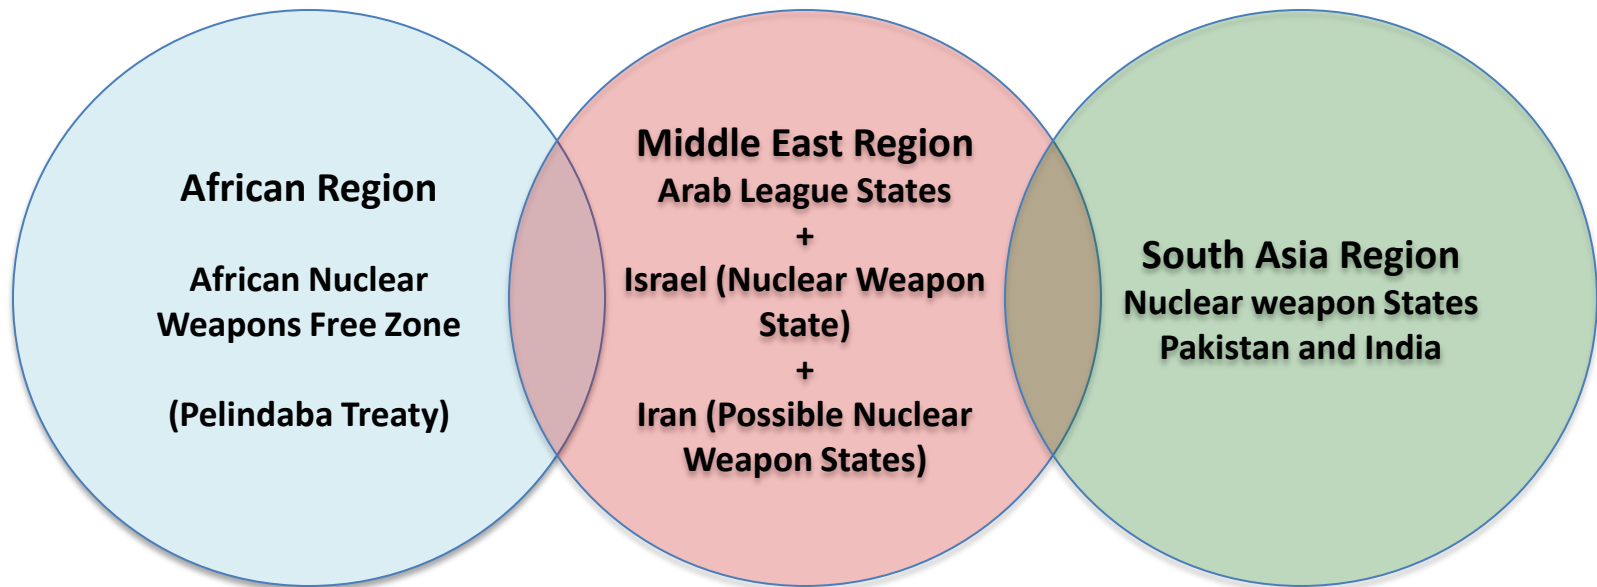 African Region
African Nuclear
Weapons Free Zone
(Pelindaba Treaty)
Middle East Region
Arab League States
+
Israel (Nuclear Weapon
State)
+
Iran (Possible Nuclear
Weapon States)
South Asia Region
Nuclear weapon States
Pakistan and India